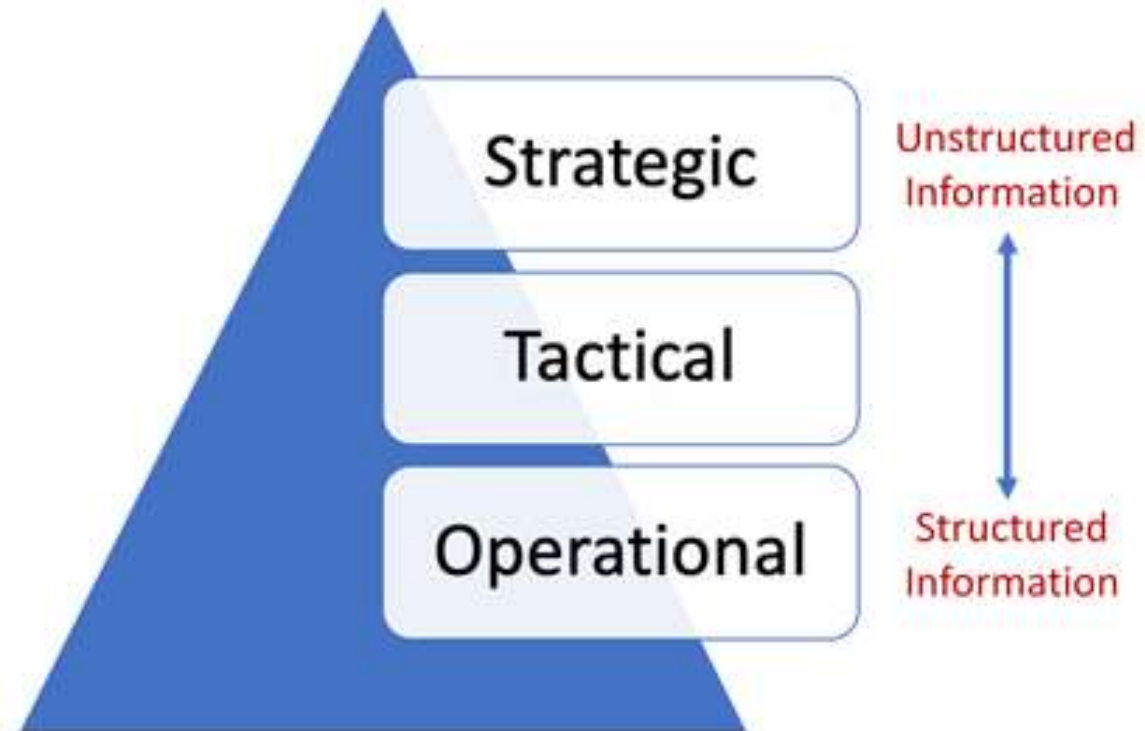 Strategic
Unstructured
Information
Tactical
Operational
Structured
Information